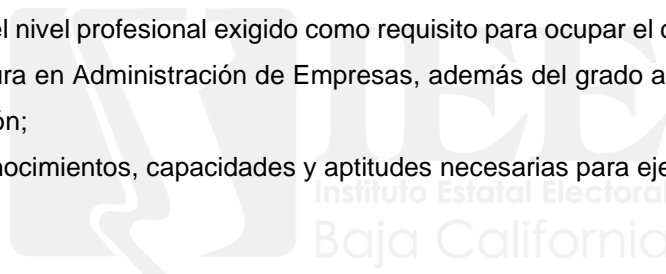 el nivel profesional exigido como requisito para ocupar el
ura en Administración de Empresas, además del grado a
ón;
nocimientos, capacidades y aptitudes necesarias para eje
IEE
Instituto Estatal Electoral
Baja California